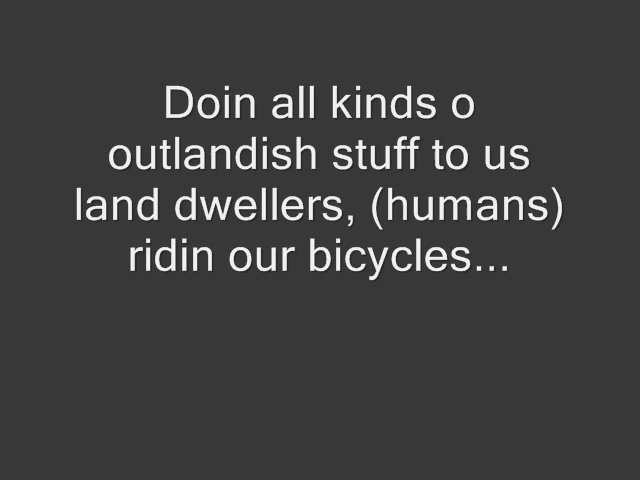 Doin all kinds o
outlandish stuff to us
land dwellers, (humans)
ridin our bicycles...